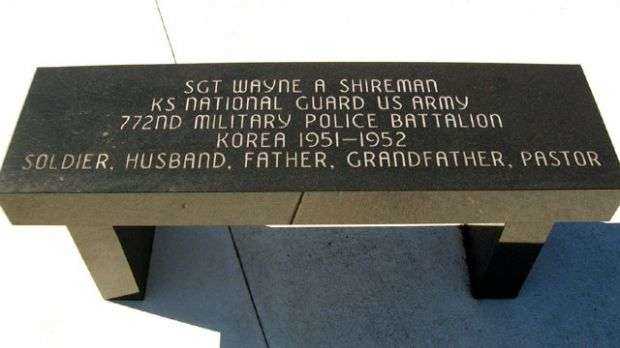 SGT WAYNE A SHIREMAN
KS NATIONAL GUARD US ARMY
772ND MILITARY POLICE BATTALION
KOREA 1951-1952
SOLDIER, HUSBAND, FATHER, GRANDFATHER, PASTOR